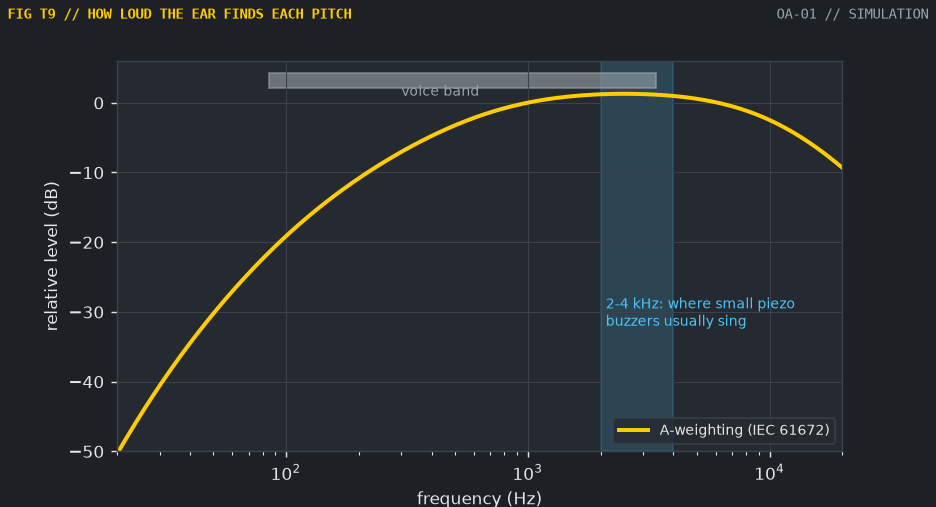 FIG T9 // HOW LOUD THE EAR FINDS EACH PITCH
OA-01 // SIMULATION
voice band
0
−10
−20
−30
−40
−50
relative level (dB)
2-4 kHz: where small piezo
buzzers usually sing
A-weighting (IEC 61672)
10²
10³
10⁴
frequency (Hz)